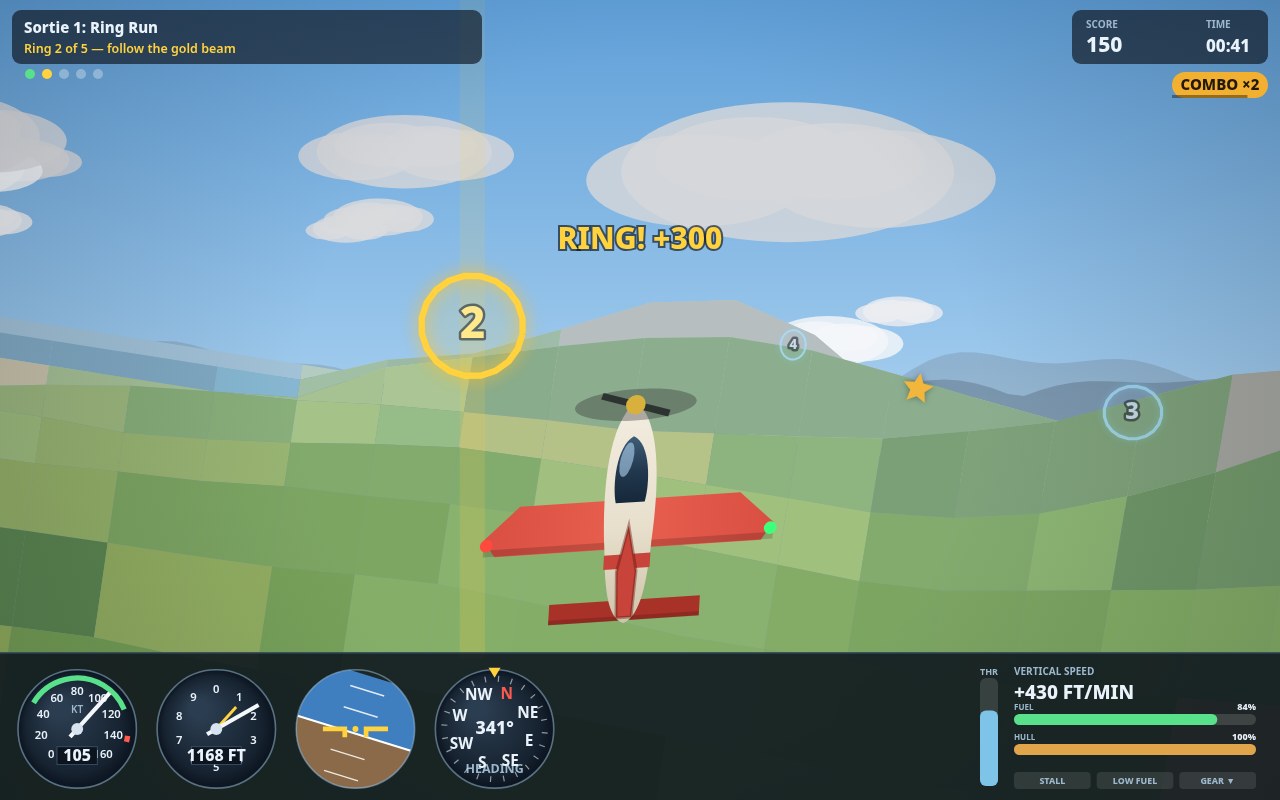 Sortie 1: Ring Run
Ring 2 of 5 — follow the gold beam
SCORE
TIME
150
00:41
COMBO ×2
RING! +300
2
4
3
0
20
40
60
80
100
120
140
60
KT
105
0
1
2
3
5
7
8
9
1168 FT
N
NE
E
SE
S
SW
W
NW
341°
HEADING
THR
VERTICAL SPEED
+430 FT/MIN
FUEL
84%
HULL
100%
STALL
LOW FUEL
GEAR ▼